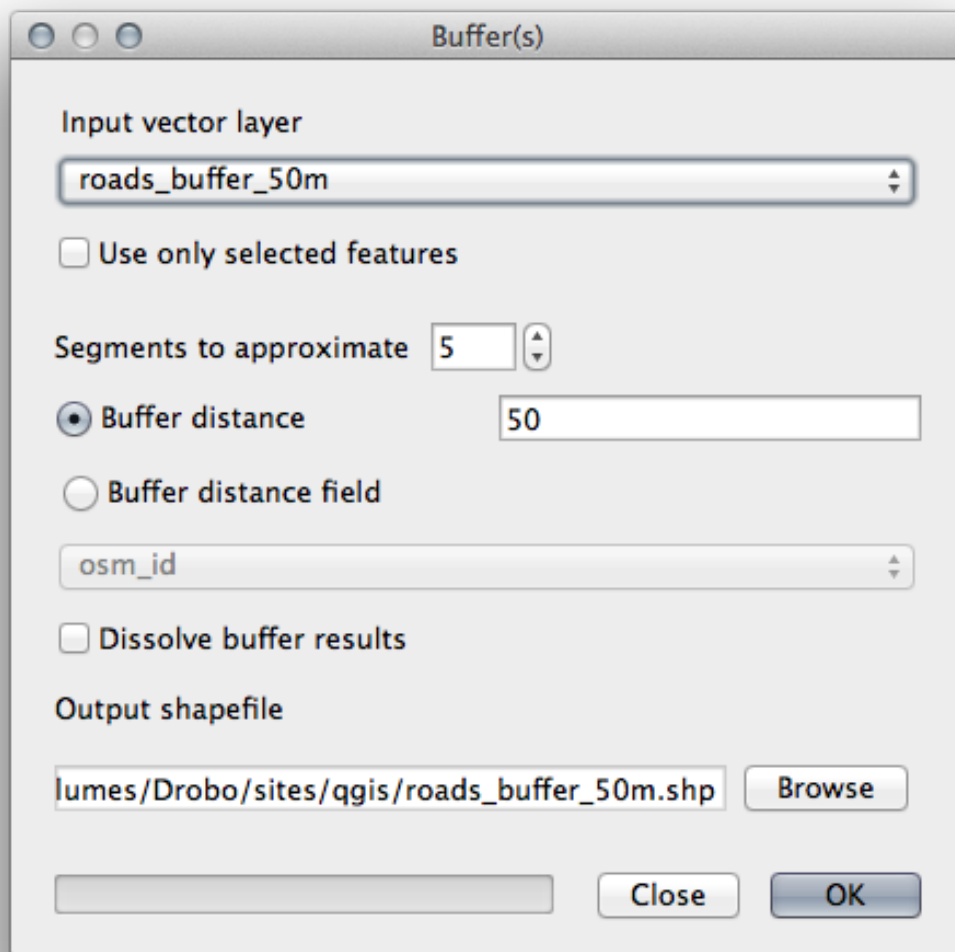 Buffer(s)
Input vector layer
roads_buffer_50m
Use only selected features
Segments to approximate 5
Buffer distance 50
Buffer distance field
osm_id
Dissolve buffer results
Output shapefile
lumes/Drobo/sites/qgis/roads_buffer_50m.shp Browse
Close OK